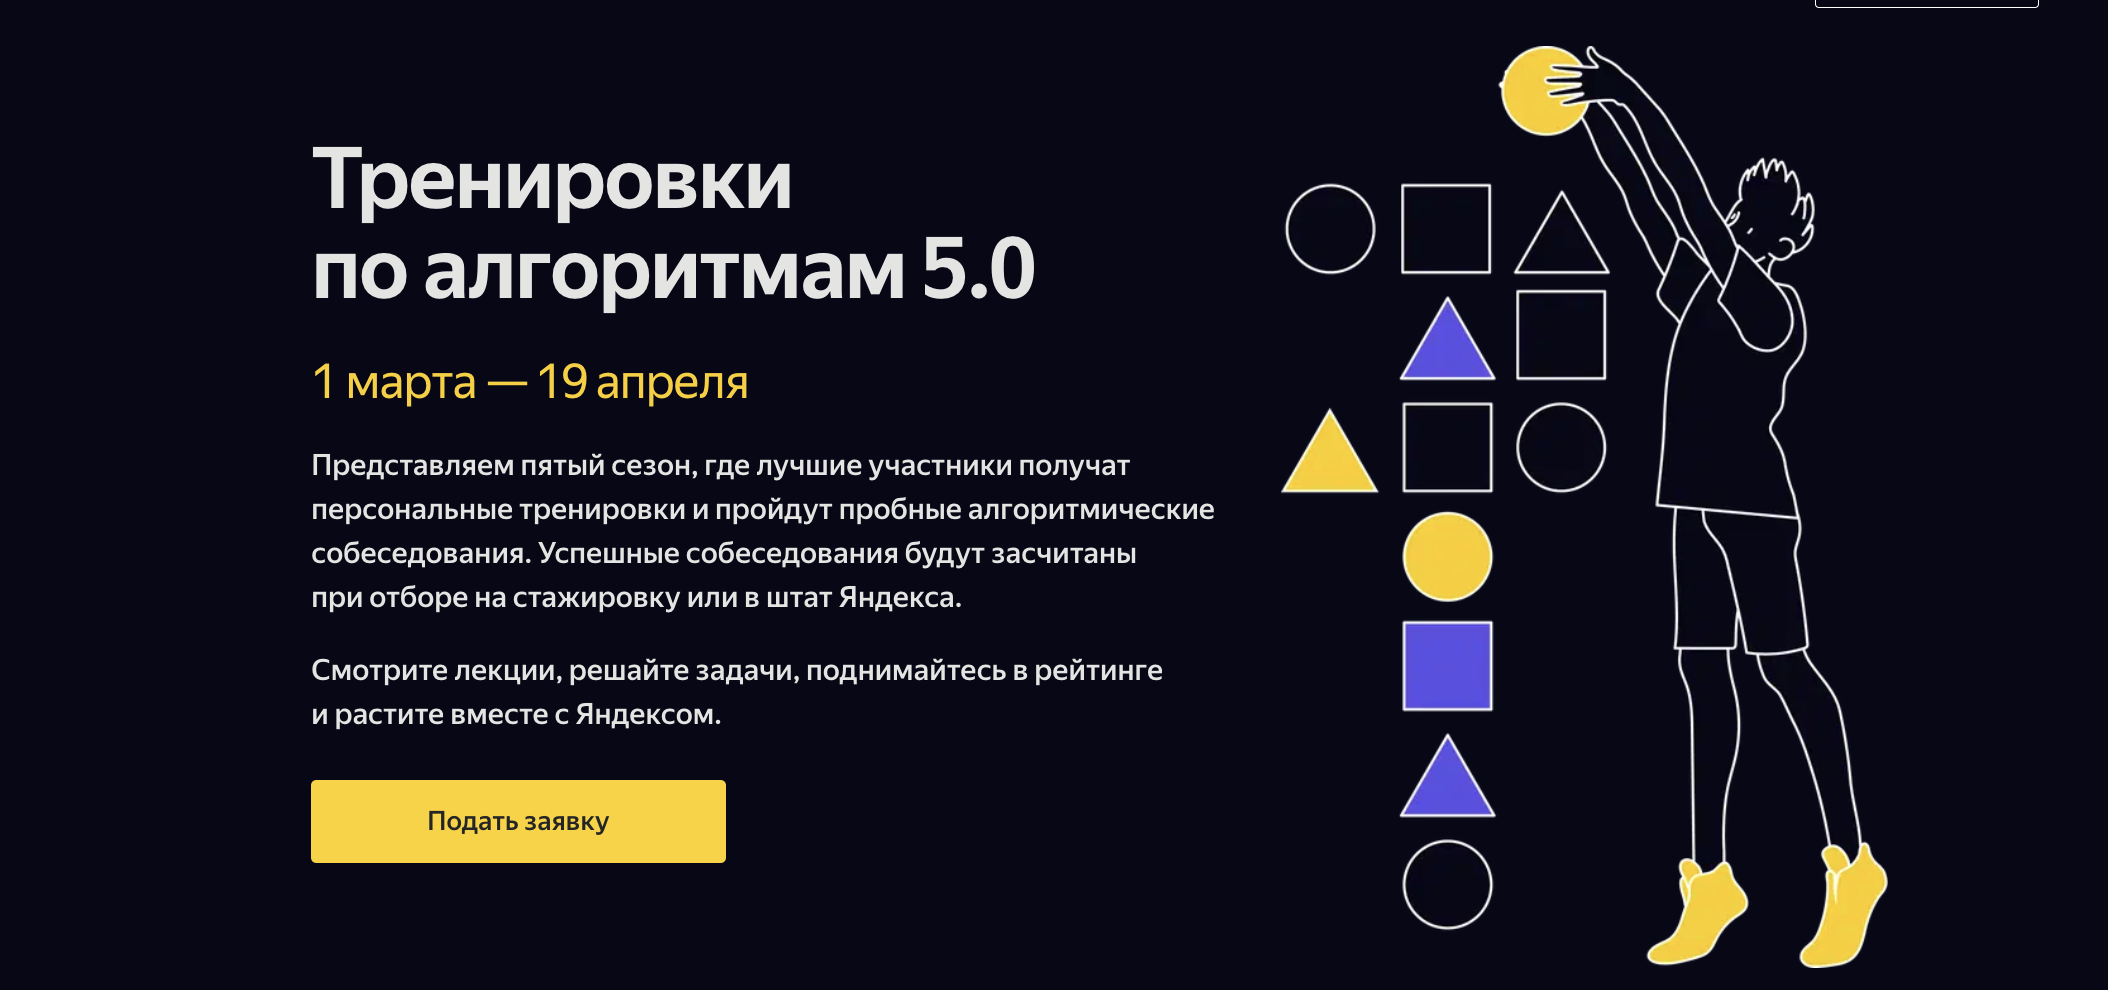 Тренировки
по алгоритмам 5.0
1 марта — 19 апреля
Представляем пятый сезон, где лучшие участники получат
персональные тренировки и пройдут пробные алгоритмические
собеседования. Успешные собеседования будут засчитаны
при отборе на стажировку или в штат Яндекса.
Смотрите лекции, решайте задачи, поднимайтесь в рейтинге
и растите вместе с Яндексом.
Подать заявку